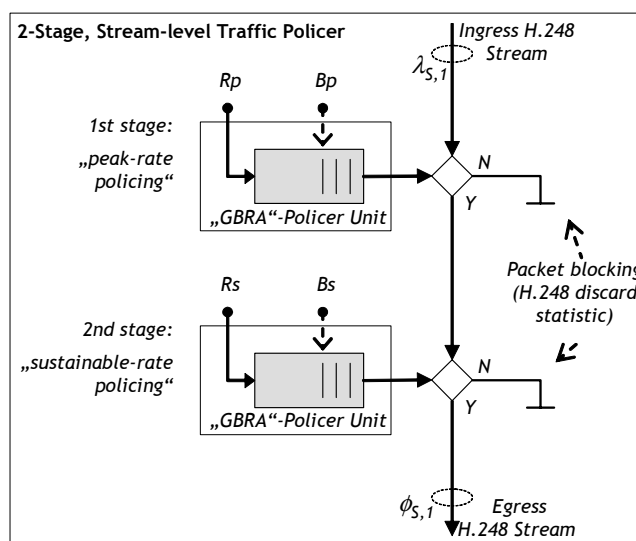 2-Stage, Stream-level Traffic Policer
Ingress H.248
Stream
λS,1
Rp
Bp
1st stage:
„peak-rate
policing“
„GBRA“-Policer Unit
N
Y
Packet blocking
(H.248 discard
statistic)
Rs
Bs
2nd stage:
„sustainable-rate
policing“
„GBRA“-Policer Unit
N
Y
ϕS,1
Egress
H.248 Stream